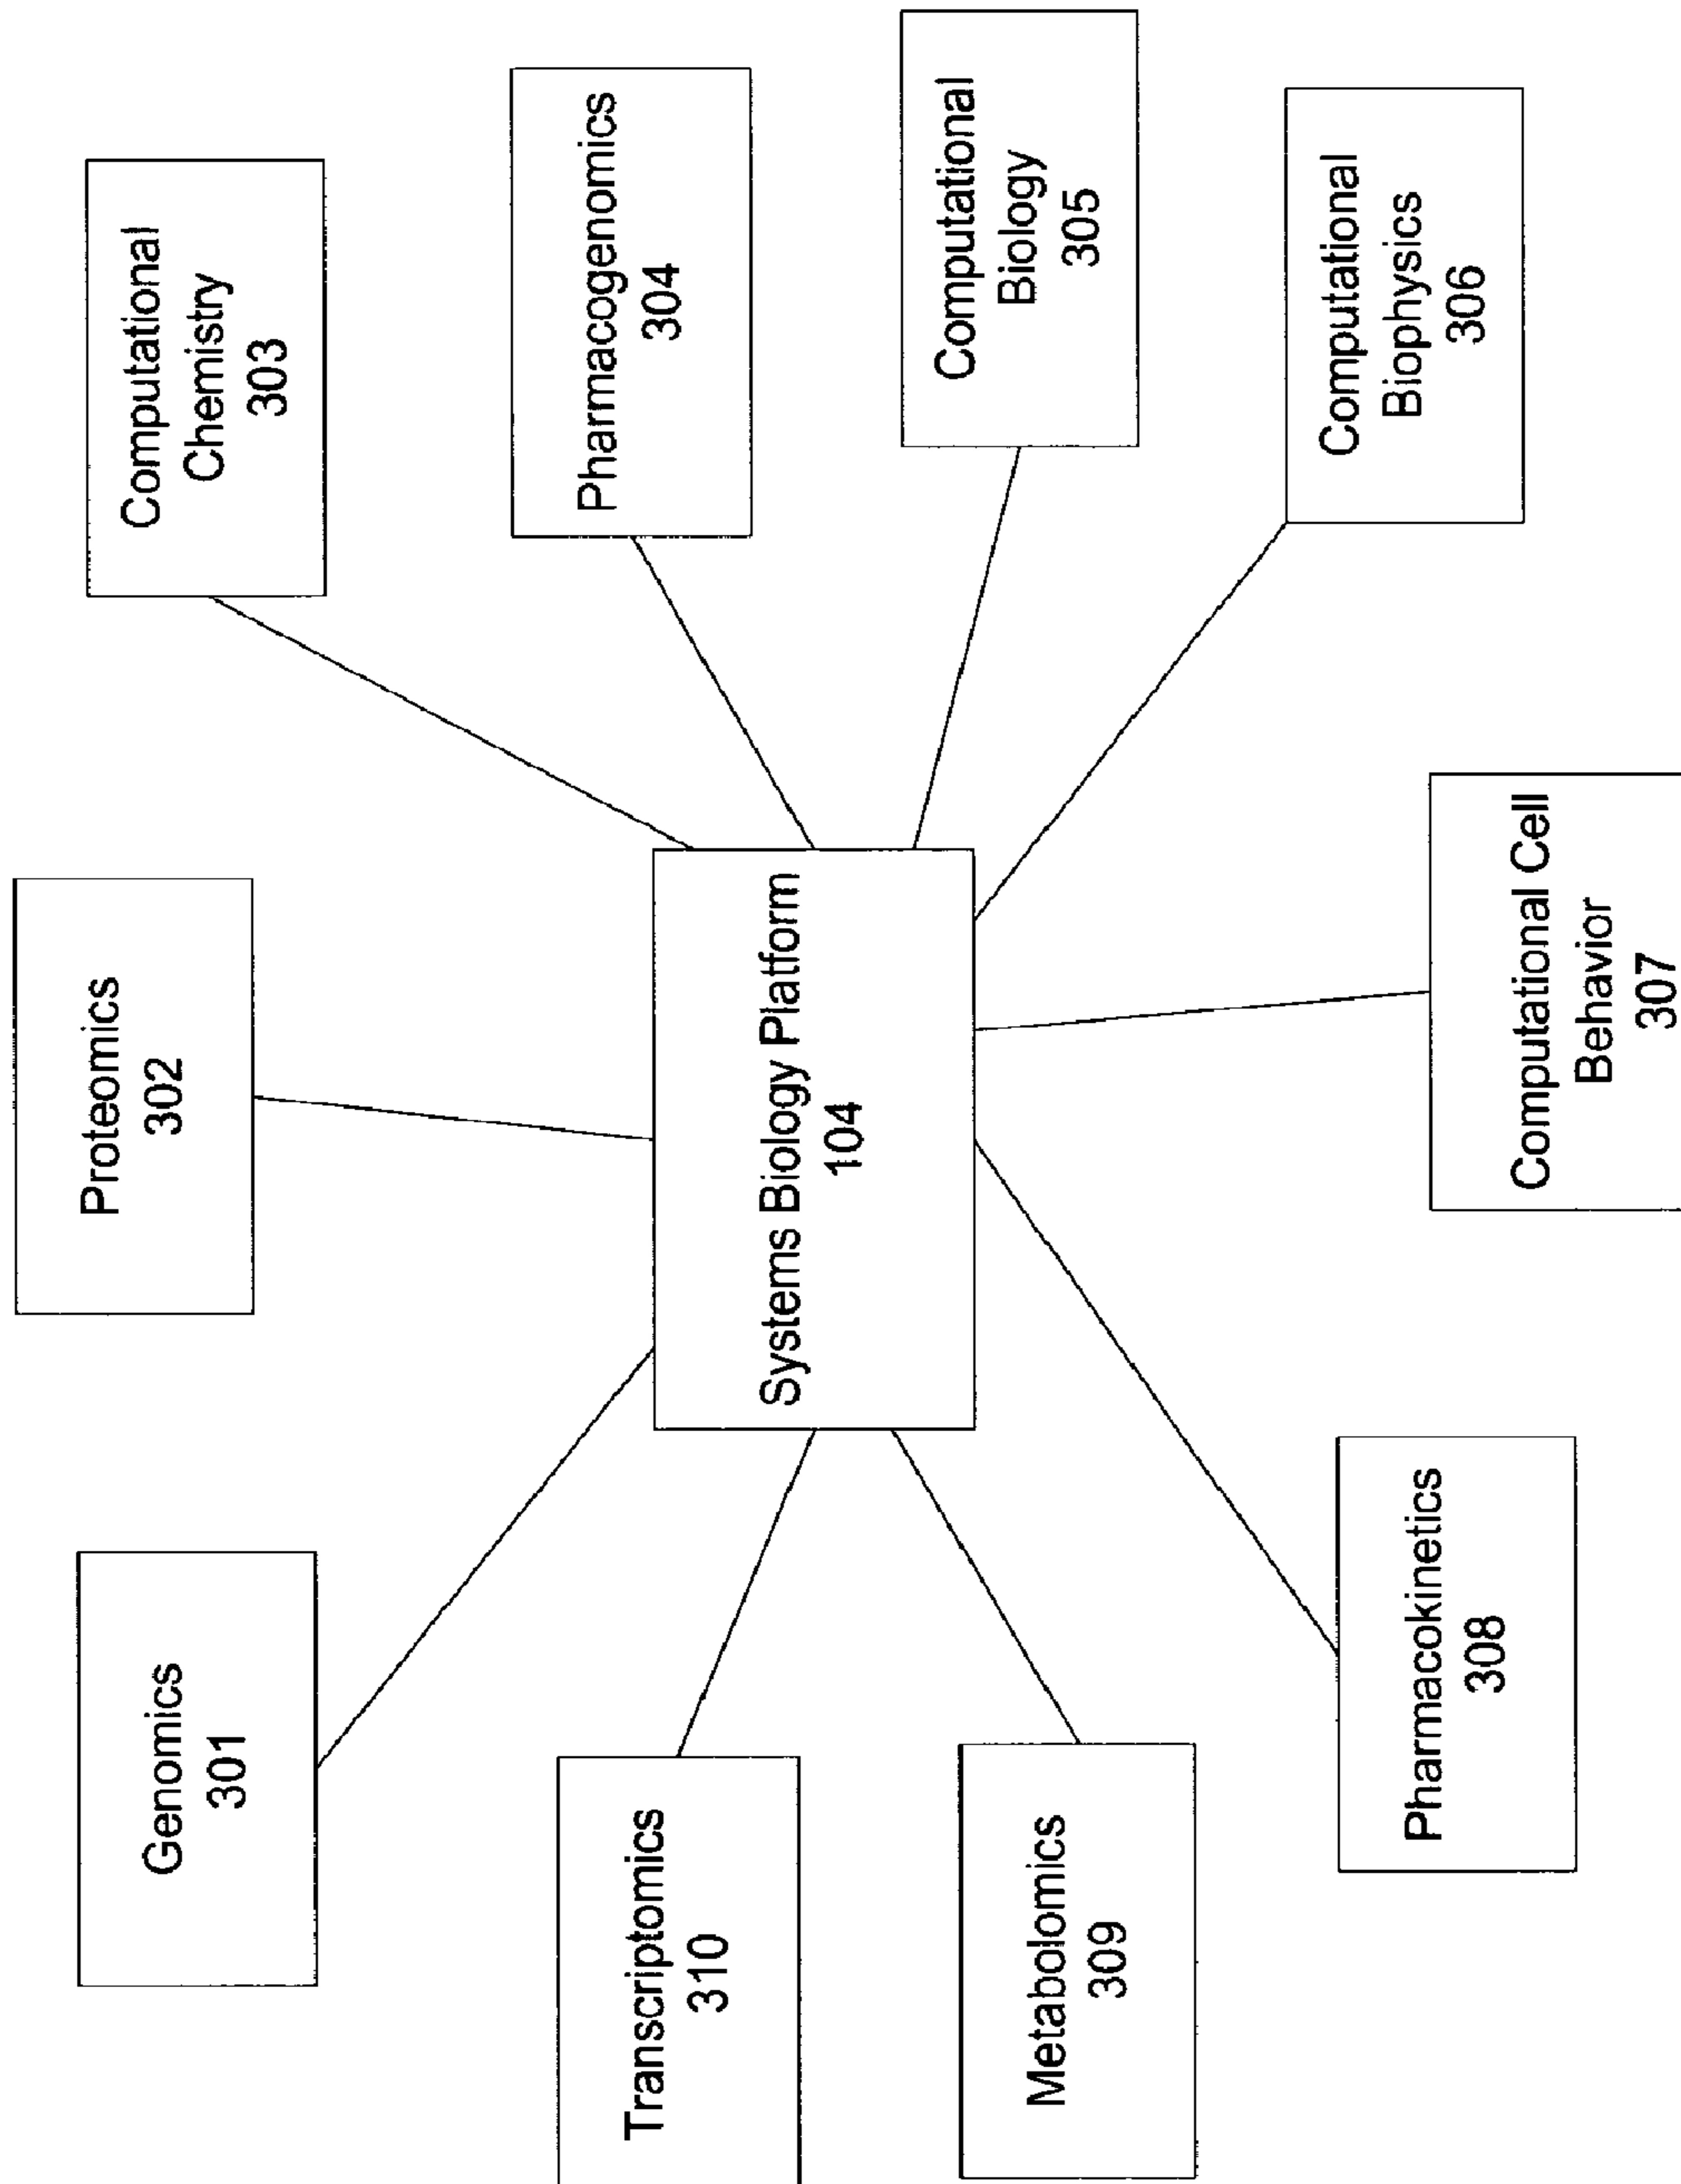 Genomics
301
Proteomics
302
Computational
Chemistry
303
Pharmacogenomics
304
Computational
Biology
305
Computational
Biophysics
306
Computational Cell
Behavior
307
Pharmacokinetics
308
Metabolomics
309
Transcriptomics
310
Systems Biology Platform
104